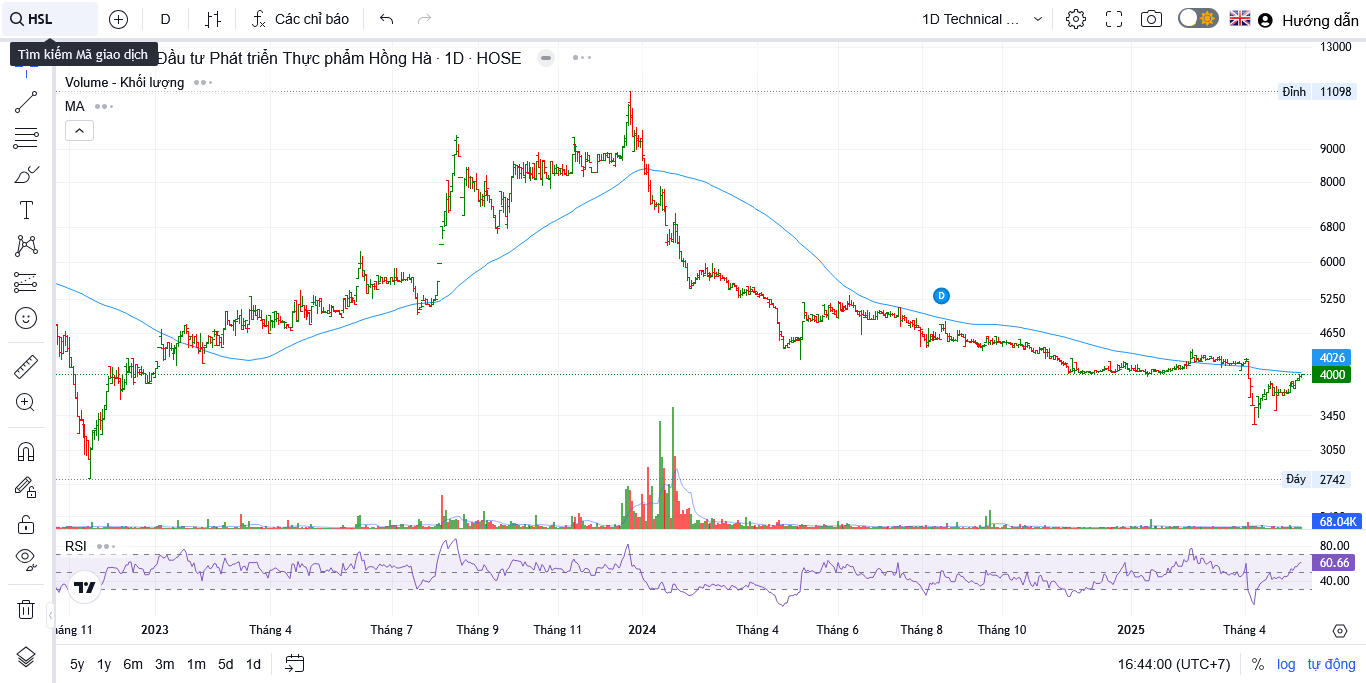 HSL
D
Các chỉ báo
1D Technical ...
Hướng dẫn
Tìm kiếm Mã giao dịch
Đầu tư Phát triển Thực phẩm Hồng Hà · 1D · HOSE
Volume - Khối lượng
MA
13000
Đỉnh 11098
9000
8000
6800
6000
5250
4650
4026
4000
3450
3050
Đáy 2742
68.04K
D
RSI
80.00
60.66
40.00
háng 11 2023 Tháng 4 Tháng 7 Tháng 9 Tháng 11 2024 Tháng 4 Tháng 6 Tháng 8 Tháng 10 2025 Tháng 4
5y 1y 6m 3m 1m 5d 1d
16:44:00 (UTC+7) % log tự động